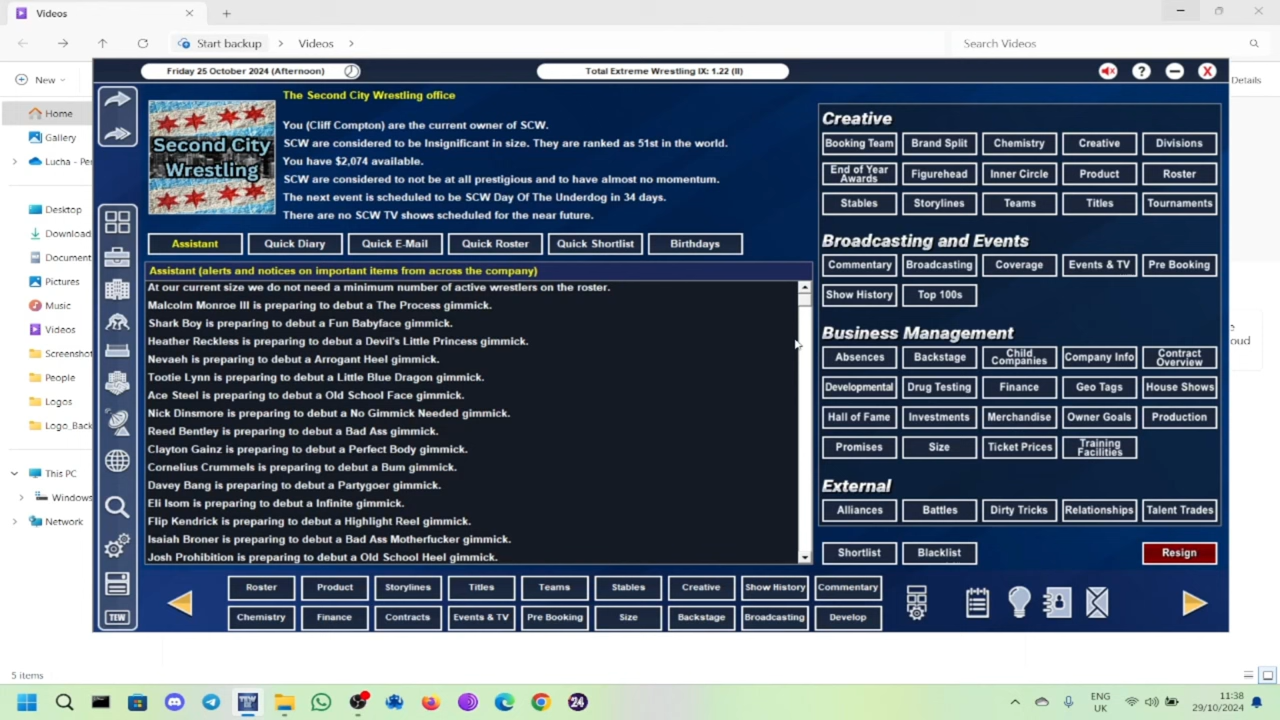 Videos
Start backup
Videos
Search Videos
New
Details
Home
Gallery
Lucha - Per
Desktop
Download
Document
Pictures
Music
Videos
Screenshot
People
Logos
Logo_Back
This PC
Windows
Network
5 items
Friday 25 October 2024 (Afternoon)
Total Extreme Wrestling IX: 1.22 (II)
Second City
Wrestling
The Second City Wrestling office
You (Cliff Compton) are the current owner of SCW.
SCW are considered to be Insignificant in size. They are ranked as 51st in the world.
You have $2,074 available.
SCW are considered to not be at all prestigious and to have almost no momentum.
The next event is scheduled to be SCW Day Of The Underdog in 34 days.
There are no SCW TV shows scheduled for the near future.
Assistant
Quick Diary
Quick E-Mail
Quick Roster
Quick Shortlist
Birthdays
Assistant (alerts and notices on important items from across the company)
At our current size we do not need a minimum number of active wrestlers on the roster.
Malcolm Monroe III is preparing to debut a The Process gimmick.
Shark Boy is preparing to debut a Fun Babyface gimmick.
Heather Reckless is preparing to debut a Devil's Little Princess gimmick.
Nevaeh is preparing to debut a Arrogant Heel gimmick.
Tootie Lynn is preparing to debut a Little Blue Dragon gimmick.
Ace Steel is preparing to debut a Old School Face gimmick.
Nick Dinsmore is preparing to debut a No Gimmick Needed gimmick.
Reed Bentley is preparing to debut a Bad Ass gimmick.
Clayton Gainz is preparing to debut a Perfect Body gimmick.
Cornelius Crummels is preparing to debut a Bum gimmick.
Davey Bang is preparing to debut a Partygoer gimmick.
Eli Isom is preparing to debut a Infinite gimmick.
Flip Kendrick is preparing to debut a Highlight Reel gimmick.
Isaiah Broner is preparing to debut a Bad Ass Motherfucker gimmick.
Josh Prohibition is preparing to debut a Old School Heel gimmick.
Creative
Booking Team
Brand Split
Chemistry
Creative
Divisions
End of Year
Awards
Figurehead
Inner Circle
Product
Roster
Stables
Storylines
Teams
Titles
Tournaments
Broadcasting and Events
Commentary
Broadcasting
Coverage
Events & TV
Pre Booking
Show History
Top 100s
Business Management
Absences
Backstage
Child
Companies
Company Info
Contract
Overview
Developmental
Drug Testing
Finance
Geo Tags
House Shows
Hall of Fame
Investments
Merchandise
Owner Goals
Production
Promises
Size
Ticket Prices
Training
Facilities
External
Alliances
Battles
Dirty Tricks
Relationships
Talent Trades
Shortlist
Blacklist
Resign
Roster
Product
Storylines
Titles
Teams
Stables
Creative
Show History
Commentary
Chemistry
Finance
Contracts
Events & TV
Pre Booking
Size
Backstage
Broadcasting
Develop
TEW
ENG
UK
11:38
29/10/2024
24